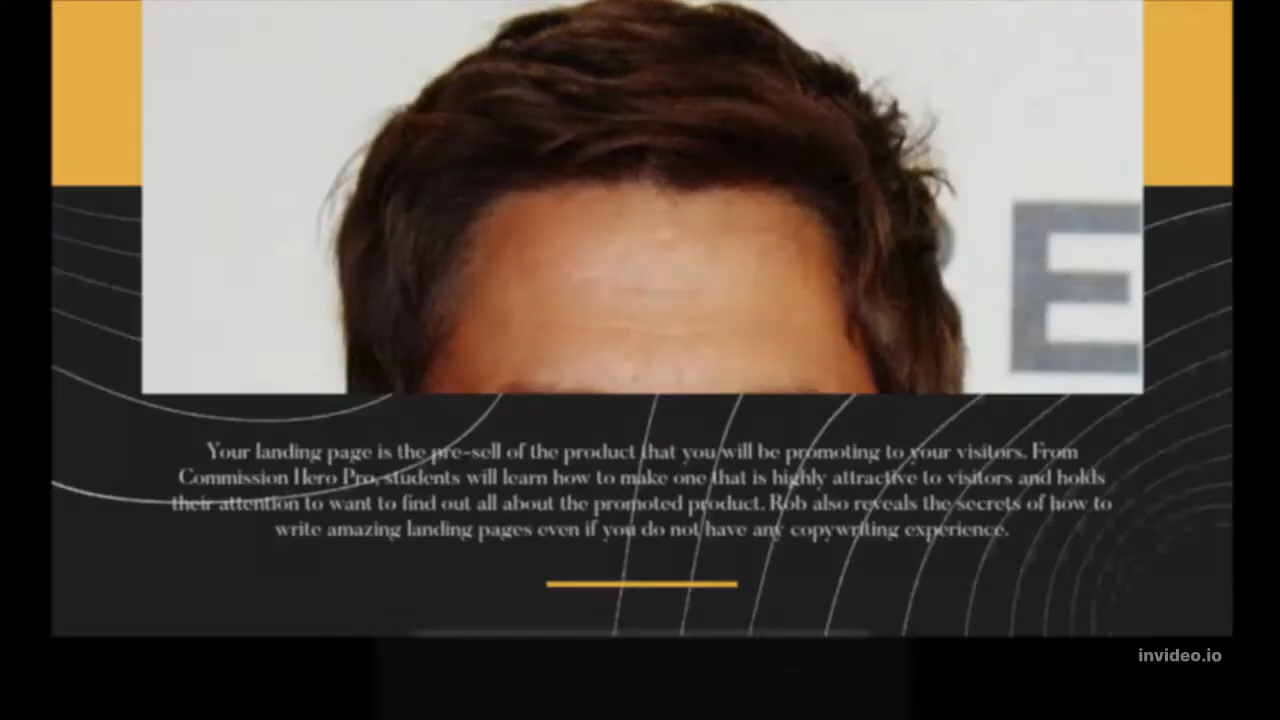 E
Your landing page is the pre-sell of the product that you will be promoting to your visitors. From
Commission Hero Pro, students will learn how to make one that is highly attractive to visitors and holds
their attention to want to find out all about the promoted product. Rob also reveals the secrets of how to
write amazing landing pages even if you do not have any copywriting experience.
invideo.io